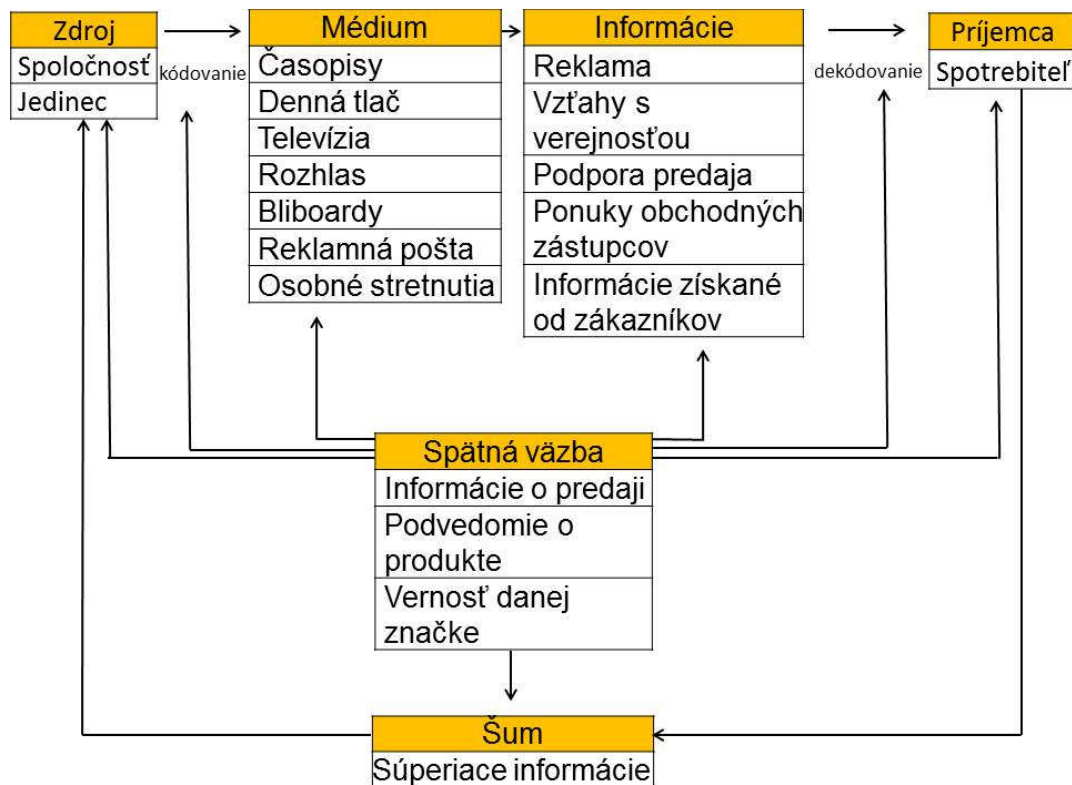 Zdroj
Spoločnosť
Jedinec
kódovanie
Médium
Časopisy
Denná tlač
Televízia
Rozhlas
Bliboardy
Reklamná pošta
Osobné stretnutia
Informácie
Reklama
Vzťahy s
verejnosťou
Podpora predaja
Ponuky obchodných
zástupcov
Informácie získané
od zákazníkov
dekódovanie
Príjemca
Spotrebiteľ
Spätná väzba
Informácie o predaji
Podvedomie o
produkte
Vernosť danej
značke
Šum
Súperiace informácie